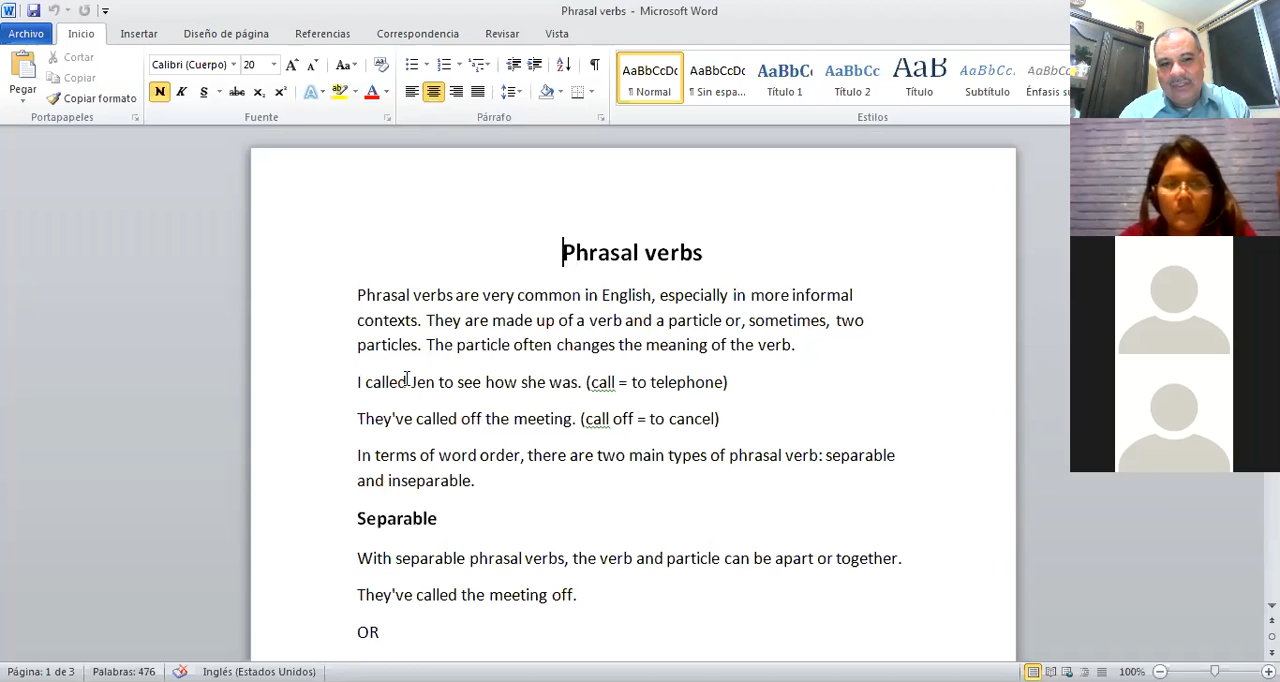 Phrasal verbs - Microsoft Word
Archivo Inicio Insertar Diseño de página Referencias Correspondencia Revisar Vista
Cortar
Copiar
Copiar formato
Pegar
Portapapeles
Calibri (Cuerpo) 20
N K S abc x₂ x²
Fuente
Párrafo
AaBbCcDc AaBbCcDc AaBbC AaBbCc AaB AaBbCc. AaBbCc
¶ Normal ¶ Sin espa... Título 1 Título 2 Título Subtítulo Énfasis su
Estilos
Phrasal verbs
Phrasal verbs are very common in English, especially in more informal
contexts. They are made up of a verb and a particle or, sometimes, two
particles. The particle often changes the meaning of the verb.
I called Jen to see how she was. (call = to telephone)
They've called off the meeting. (call off = to cancel)
In terms of word order, there are two main types of phrasal verb: separable
and inseparable.
Separable
With separable phrasal verbs, the verb and particle can be apart or together.
They've called the meeting off.
OR
Página: 1 de 3 Palabras: 476 Inglés (Estados Unidos) 100%